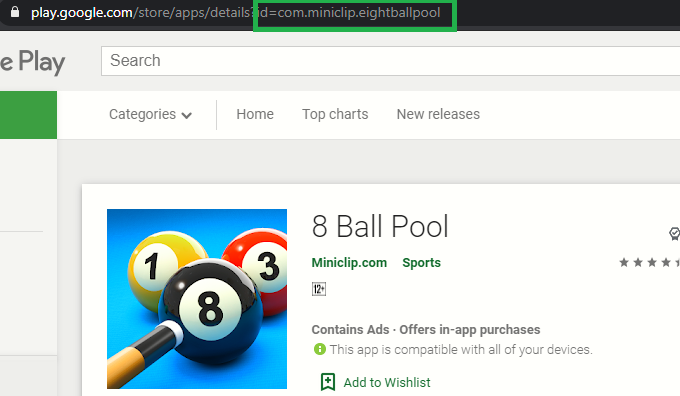 play.google.com/store/apps/details?id=com.miniclip.eightballpool
e Play
Search
Categories
Home
Top charts
New releases
1
3
8
8 Ball Pool
Miniclip.com Sports
12+
Contains Ads · Offers in-app purchases
This app is compatible with all of your devices.
Add to Wishlist